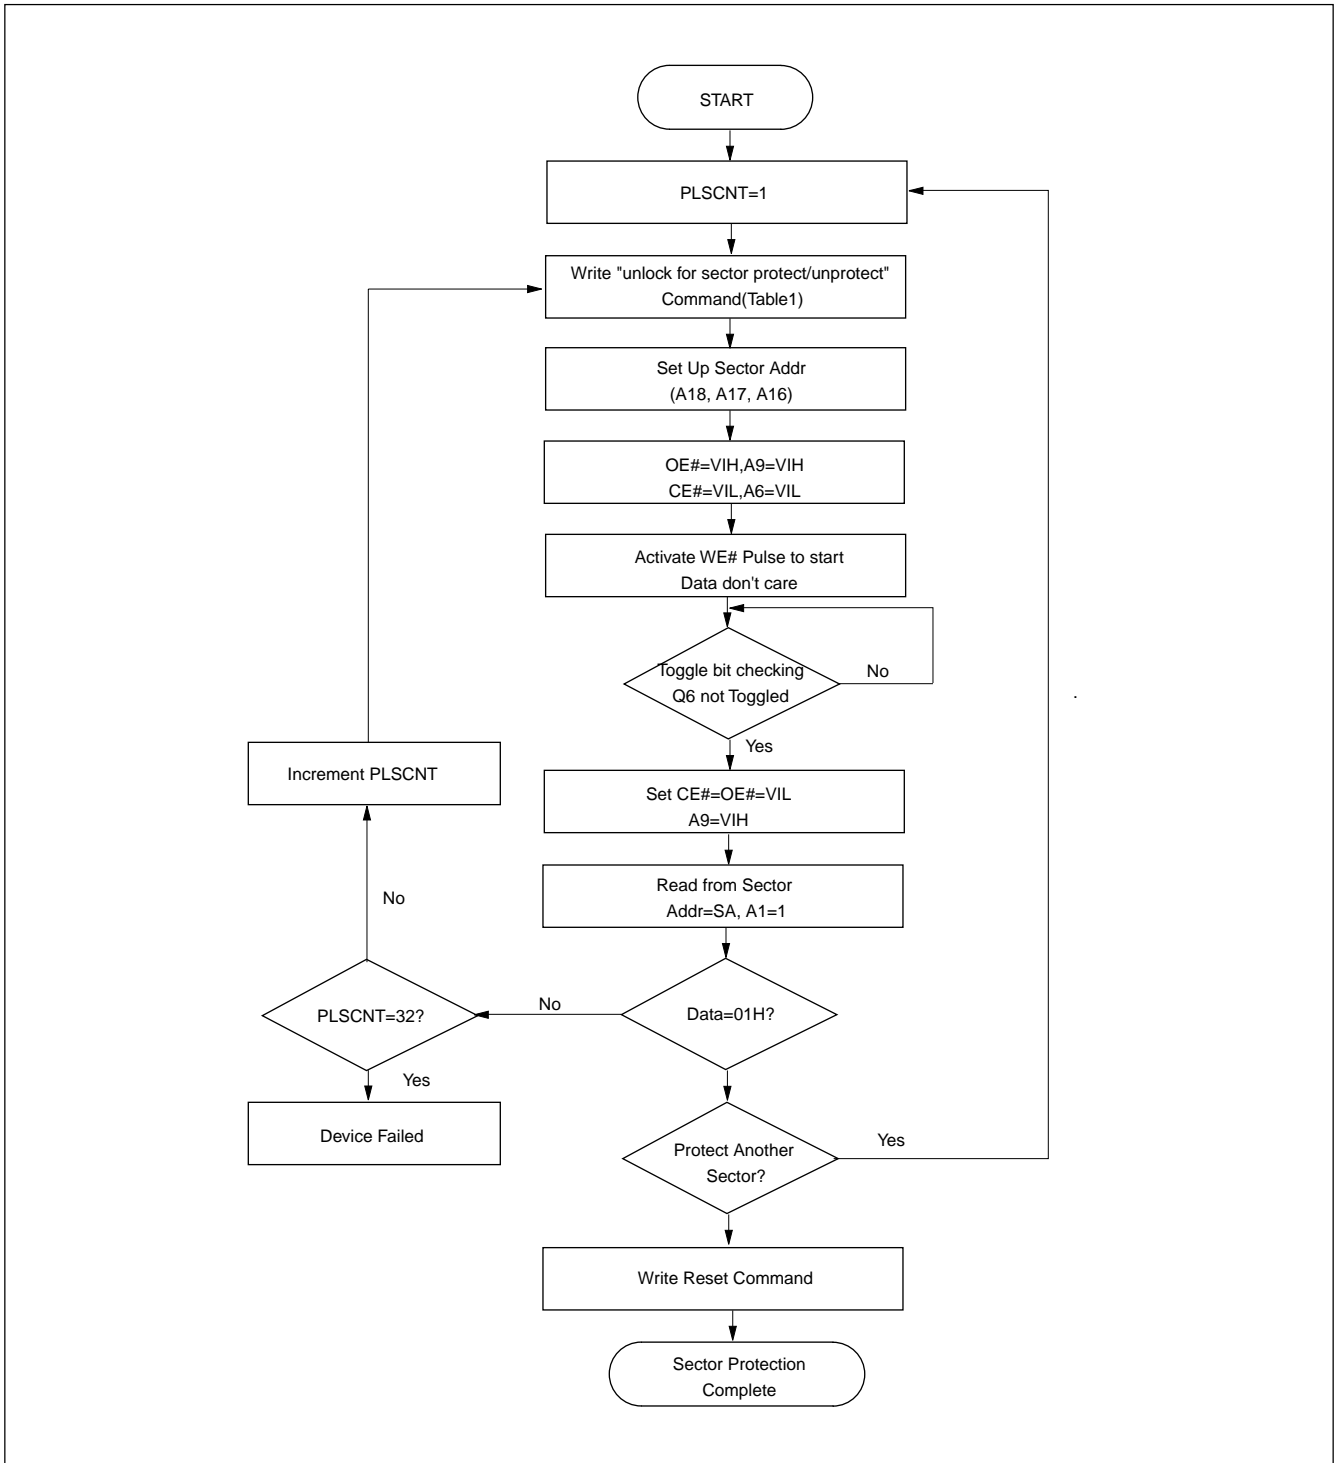 START
PLSCNT=1
Write "unlock for sector protect/unprotect"
Command(Table1)
Set Up Sector Addr
(A18, A17, A16)
OE#=VIH,A9=VIH
CE#=VIL,A6=VIL
Activate WE# Pulse to start
Data don't care
Toggle bit checking
Q6 not Toggled
No
.
Yes
Increment PLSCNT
Set CE#=OE#=VIL
A9=VIH
Read from Sector
Addr=SA, A1=1
No
PLSCNT=32?
No
Data=01H?
Yes
Device Failed
Protect Another
Sector?
Yes
Write Reset Command
Sector Protection
Complete